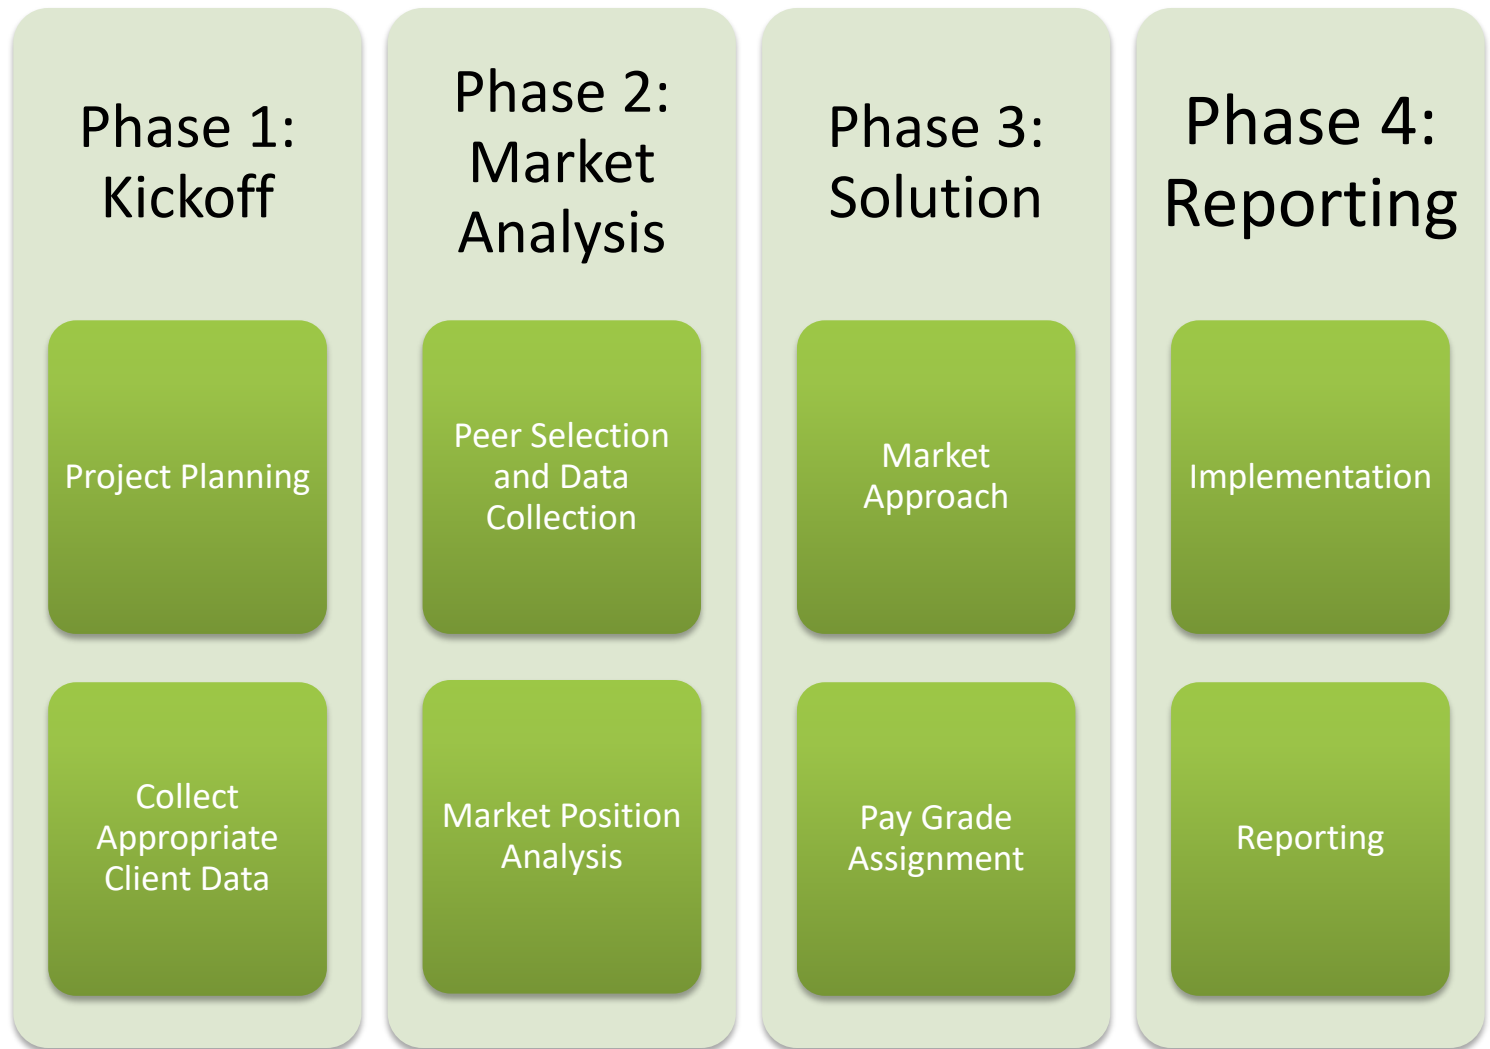 Phase 1:
Kickoff
Project Planning
Collect
Appropriate
Client Data
Phase 2:
Market
Analysis
Peer Selection
and Data
Collection
Market Position
Analysis
Phase 3:
Solution
Market
Approach
Pay Grade
Assignment
Phase 4:
Reporting
Implementation
Reporting